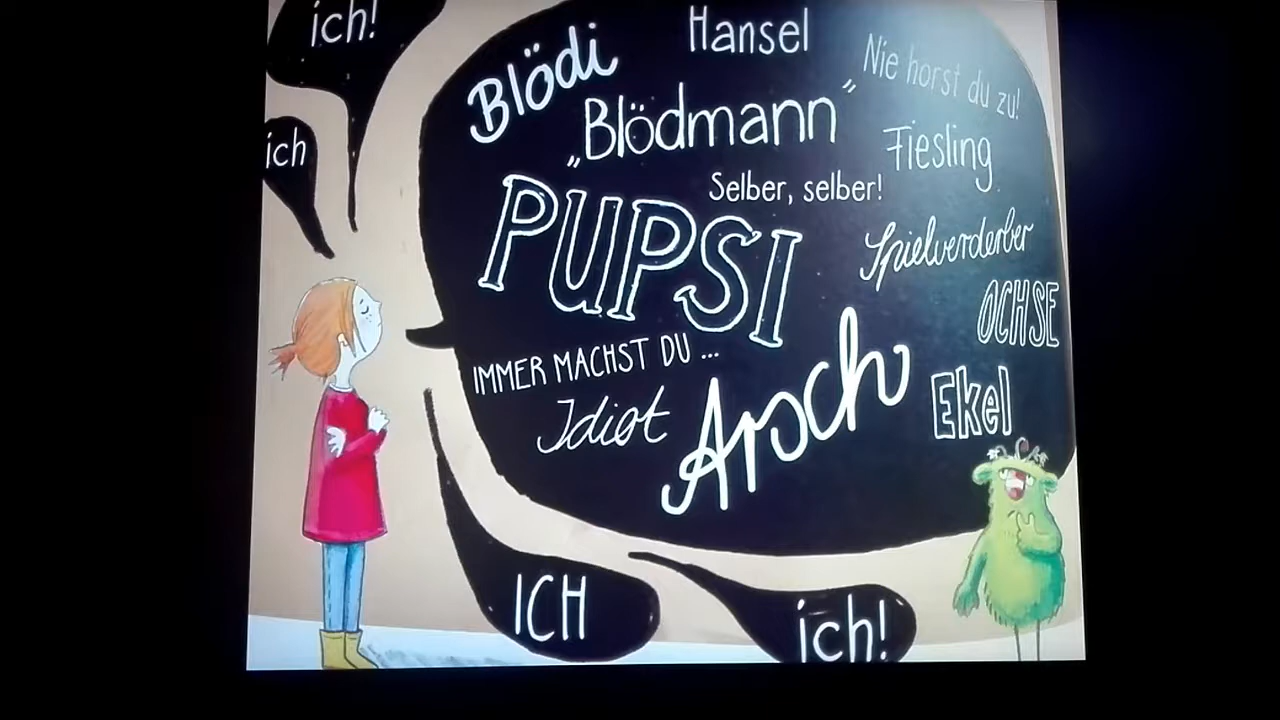 ich!
ich
Blödi
Hansel
Nie horst du zu!
„Blödmann"
Fiesling
Selber, selber!
PUPSI
Spielverderber
OCHSE
IMMER MACHST DU ...
Idiot
Arsch
Ekel
ICH
ich!